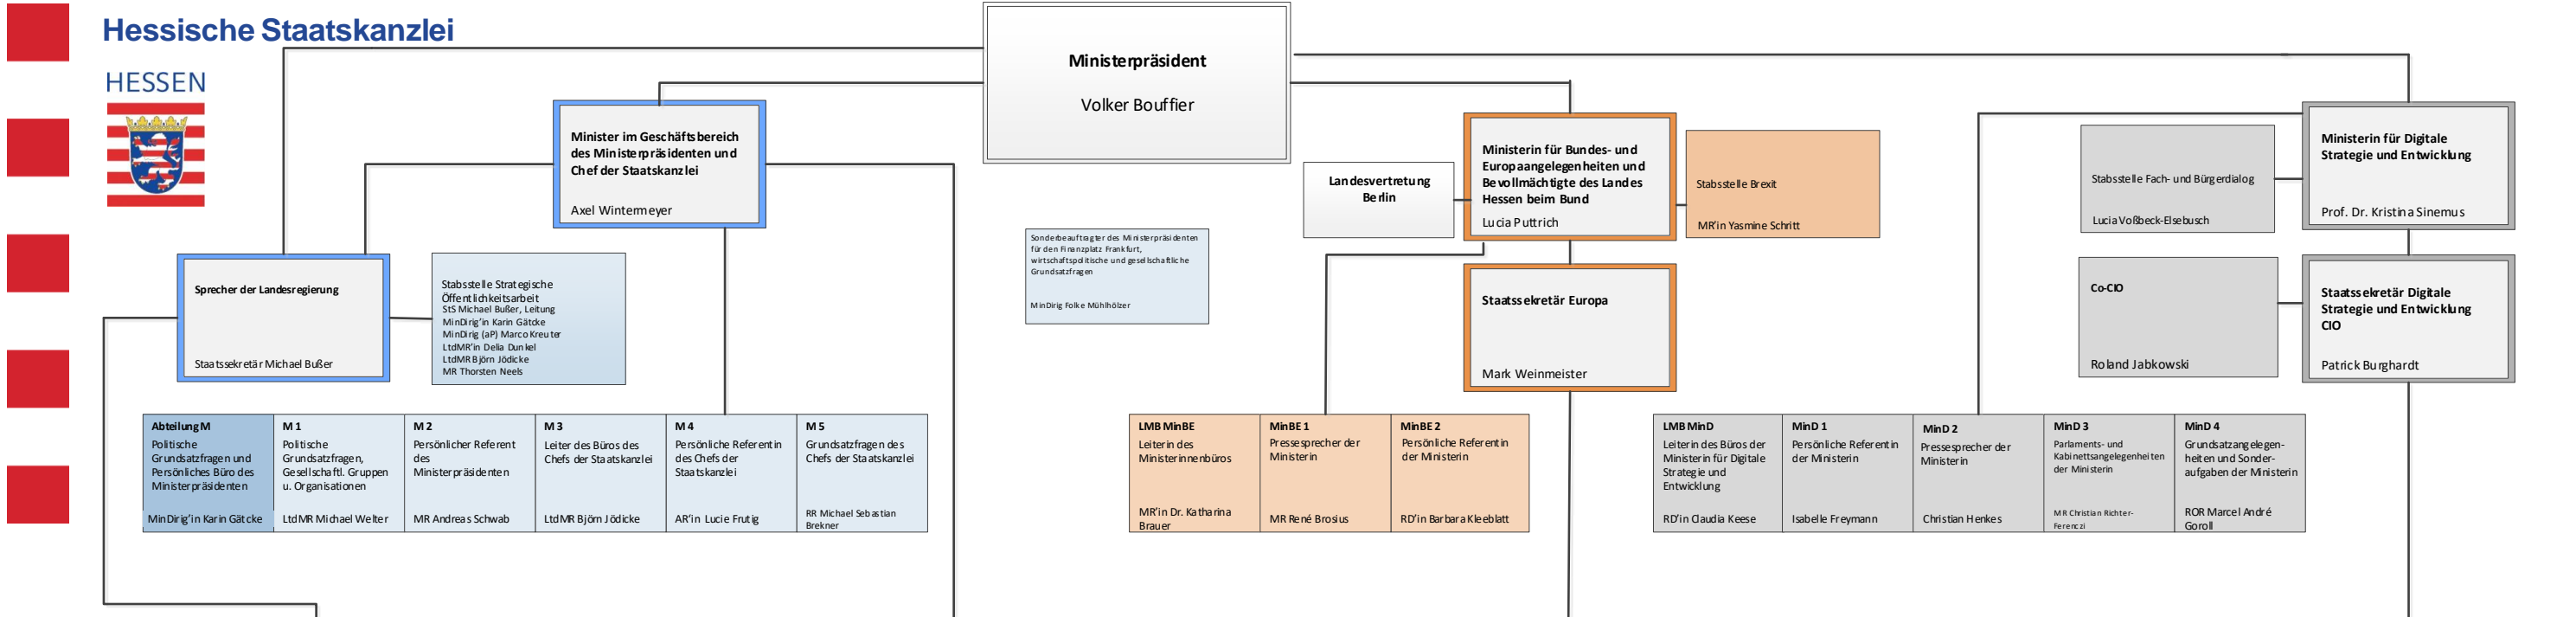 Hessische Staatskanzlei
HESSEN
Ministerpräsident
Volker Bouffier
Minister im Geschäftsbereich
des Ministerpräsidenten und
Chef der Staatskanzlei
Axel Wintermeyer
Ministerin für Bundes- und
Europaangelegenheiten und
Bevollmächtigte des Landes
Hessen beim Bund
Lucia Puttrich
Landesvertretung
Berlin
Stabsstelle Brexit
MR'in Yasmine Schritt
Stabsstelle Fach- und Bürgerdialog
Lucia Voßbeck-Elsebusch
Ministerin für Digitale
Strategie und Entwicklung
Prof. Dr. Kristina Sinemus
Sprecher der Landesregierung
Staatssekretär Michael Bußer
Stabsstelle Strategische
Öffentlichkeitsarbeit
StS Michael Bußer, Leitung
MinDirig'in Karin Gätcke
MinDirig (aP) Marco Kreuter
LtdMR'in Delia Dunkel
LtdMR Björn Jödicke
MR Thorsten Neels
Sonderbeauftragter des Ministerpräsidenten
für den Finanzplatz Frankfurt,
wirtschaftspolitische und gesellschaftliche
Grundsatzfragen
MinDirig Folke Mühlhölzer
Staatssekretär Europa
Mark Weinmeister
Co-CIO
Roland Jabkowski
Staatssekretär Digitale
Strategie und Entwicklung
CIO
Patrick Burghardt
Abteilung M
Politische
Grundsatzfragen und
Persönliches Büro des
Ministerpräsidenten
MinDirig'in Karin Gätcke
M 1
Politische
Grundsatzfragen,
Gesellschaftl. Gruppen
u. Organisationen
LtdMR Michael Welter
M 2
Persönlicher Referent
des
Ministerpräsidenten
MR Andreas Schwab
M 3
Leiter des Büros des
Chefs der Staatskanzlei
LtdMR Björn Jödicke
M 4
Persönliche Referentin
des Chefs der
Staatskanzlei
AR'in Lucie Frutig
M 5
Grundsatzfragen des
Chefs der Staatskanzlei
RR Michael Sebastian
Brekner
LMB MinBE
Leiterin des
Ministerinnenbüros
MR'in Dr. Katharina
Brauer
MinBE 1
Pressesprecher der
Ministerin
MR René Brosius
MinBE 2
Persönliche Referentin
der Ministerin
RD'in Barbara Kleeblatt
LMB MinD
Leiterin des Büros der
Ministerin für Digitale
Strategie und
Entwicklung
RD'in Claudia Keese
MinD 1
Persönliche Referentin
der Ministerin
Isabelle Freymann
MinD 2
Pressesprecher der
Ministerin
Christian Henkes
MinD 3
Parlaments- und
Kabinettsangelegenheiten
der Ministerin
MR Christian Richter-
Ferenczi
MinD 4
Grundsatzangelegen-
heiten und Sonder-
aufgaben der Ministerin
ROR Marcel André
Goroll